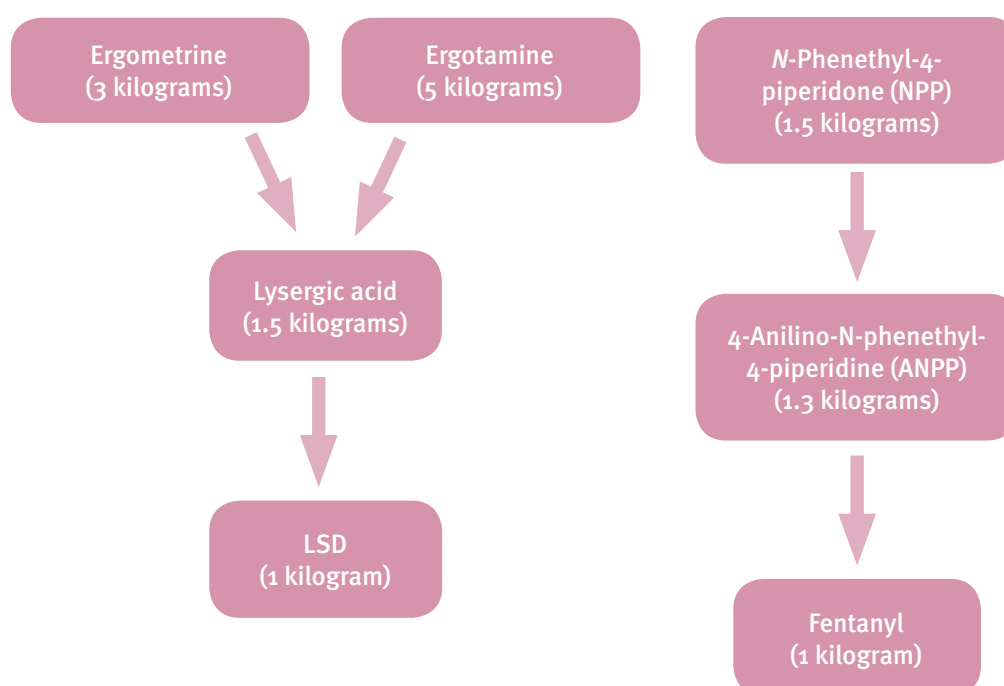 Ergometrine
(3 kilograms)
Ergotamine
(5 kilograms)
N-Phenethyl-4-
piperidone (NPP)
(1.5 kilograms)
Lysergic acid
(1.5 kilograms)
4-Anilino-N-phenethyl-
4-piperidine (ANPP)
(1.3 kilograms)
LSD
(1 kilogram)
Fentanyl
(1 kilogram)